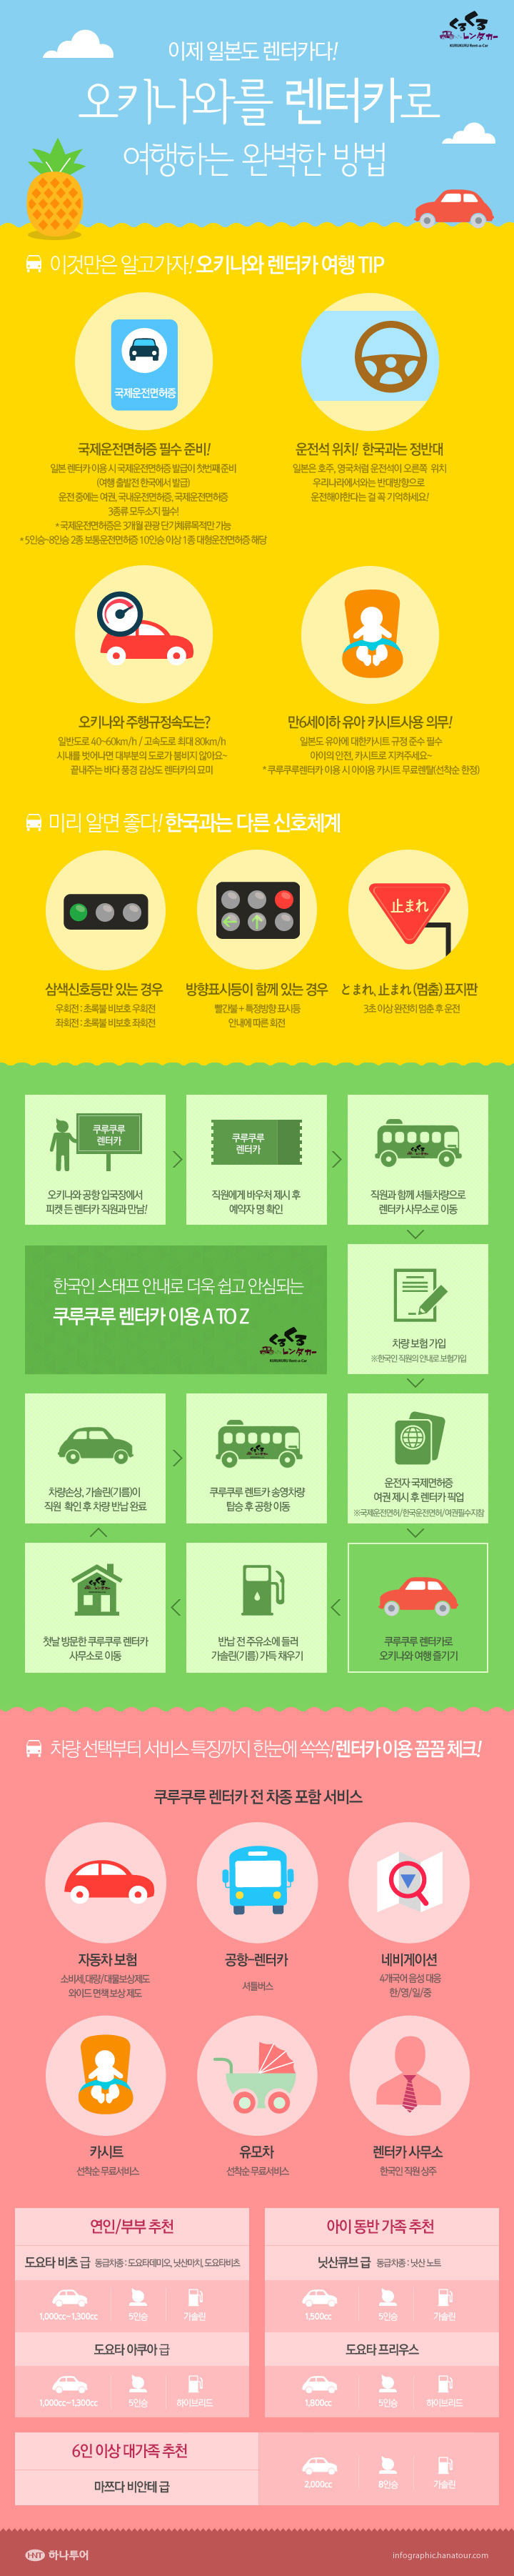 くるくる
レンタカー
KURUKURU Rent a Car
이제 일본도 렌터카다!
오키나와를 렌터카로
여행하는 완벽한 방법
이것만은 알고가자! 오키나와 렌터카 여행 TIP
국제운전면허증
국제운전면허증 필수 준비!
일본 렌터카 이용 시 국제운전면허증 발급이 첫번째 준비
(여행 출발전 한국에서 발급)
운전 중에는 여권, 국내운전면허증, 국제운전면허증
3종류 모두소지 필수!
*국제운전면허증은 3개월 관광 단기체류목적만 가능
*5인승~8인승 2종 보통운전면허증 10인승 이상 1종 대형운전면허증 해당
운전석 위치! 한국과는 정반대
일본은 호주, 영국처럼 운전석이 오른쪽 위치
우리나라에서와는 반대방향으로
운전해야한다는 걸 꼭 기억하세요!
오키나와 주행규정속도는?
일반도로 40~60km/h / 고속도로 최대 80km/h
시내를 벗어나면 대부분의 도로가 붐비지 않아요~
끝내주는 바다 풍경 감상도 렌터카의 묘미
만6세이하 유아 카시트사용 의무!
일본도 유아에 대한카시트 규정 준수 필수
아이의 안전, 카시트로 지켜주세요~
*쿠루쿠루렌터카 이용 시 아이용 카시트 무료렌탈(선착순 한정)
미리 알면 좋다! 한국과는 다른 신호체계
止まれ
삼색신호등만 있는 경우
우회전 : 초록불 비보호 우회전
좌회전 : 초록불 비보호 좌회전
방향표시등이 함께 있는 경우
빨간불 + 특정방향 표시등
안내에 따른 회전
とまれ, 止まれ (멈춤) 표지판
3초 이상 완전히 멈춘 후 운전
쿠루쿠루
렌터카
오키나와 공항 입국장에서
피켓 든 렌터카 직원과 만남!
쿠루쿠루
렌터카
직원에게 바우처 제시 후
예약자 명 확인
직원과 함께 셔틀차량으로
렌터카 사무소로 이동
한국인 스태프 안내로 더욱 쉽고 안심되는
쿠루쿠루 렌터카 이용 A TO Z
くるくる
レンタカー
KURUKURU Rent a Car
차량 보험 가입
※한국인 직원의 안내로 보험가입
차량손상, 가솔린(기름)이
직원 확인 후 차량 반납 완료
쿠루쿠루 렌트카 송영차량
탑승 후 공항 이동
운전자 국제면허증
여권 제시 후 렌터카 픽업
※국제운전면허/한국운전면허/여권필수지참
첫날 방문한 쿠루쿠루 렌터카
사무소로 이동
반납 전 주유소에 들러
가솔린(기름) 가득 채우기
쿠루쿠루 렌터카로
오키나와 여행 즐기기
차량 선택부터 서비스 특징까지 한눈에 쏙쏙! 렌터카 이용 꼼꼼 체크!
쿠루쿠루 렌터카 전 차종 포함 서비스
자동차 보험
소비세,대량/대물보상제도
와이드 면책 보상 제도
공항-렌터카
셔틀버스
네비게이션
4개국어 음성 대응
한/영/일/중
카시트
선착순 무료서비스
유모차
선착순 무료서비스
렌터카 사무소
한국인 직원 상주
연인/부부 추천
도요타 비츠 급 동급차종 : 도요타데미오, 닛산마치, 도요타비츠
1,000cc~1,300cc 5인승 가솔린
도요타 아쿠아 급
1,000cc~1,300cc 5인승 하이브리드
아이 동반 가족 추천
닛산큐브 급 동급차종 : 닛산 노트
1,500cc 5인승 가솔린
도요타 프리우스
1,800cc 5인승 하이브리드
6인 이상 대가족 추천
마쯔다 비안테 급
2,000cc 8인승 가솔린
HNT 하나투어
infographic.hanatour.com